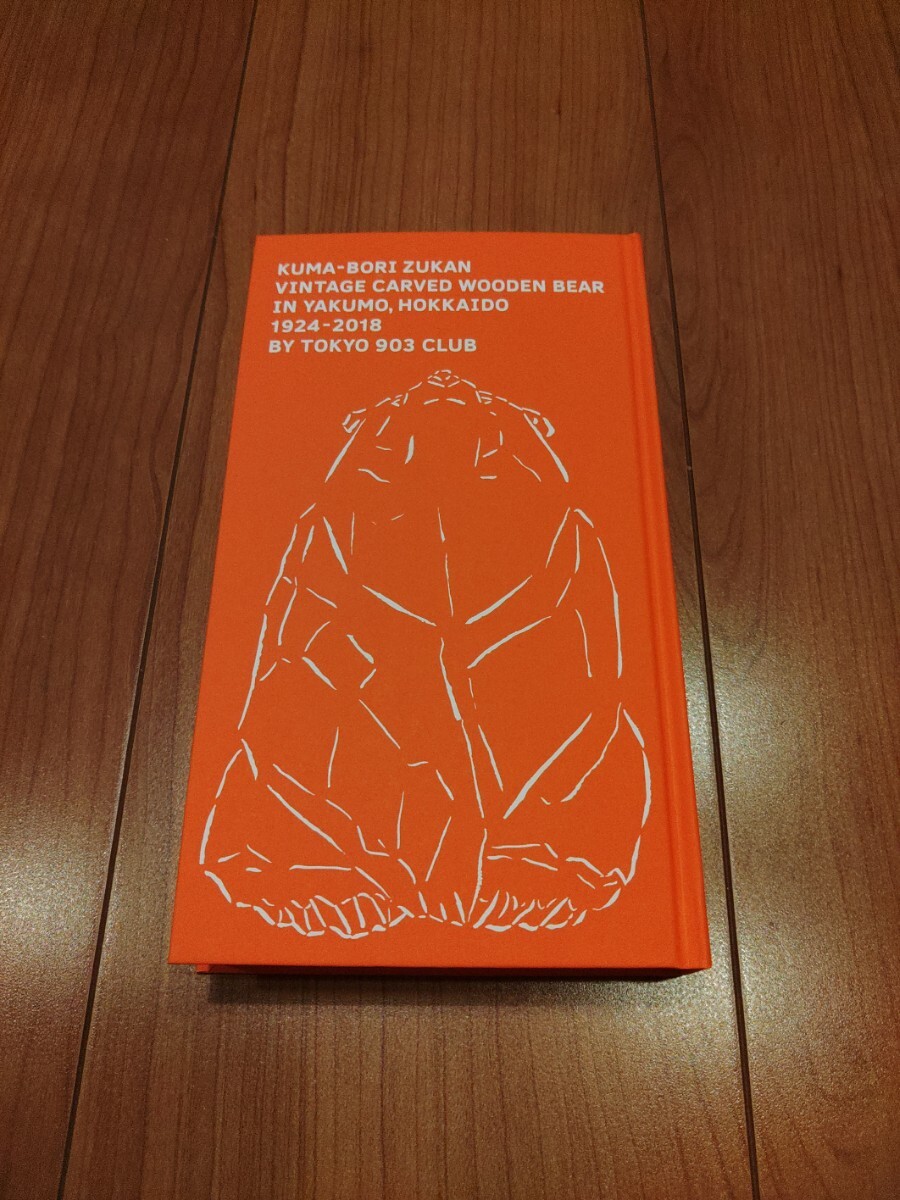 KUMA-BORI ZUKAN
VINTAGE CARVED WOODEN BEAR
IN YAKUMO, HOKKAIDO
1924-2018
BY TOKYO 903 CLUB